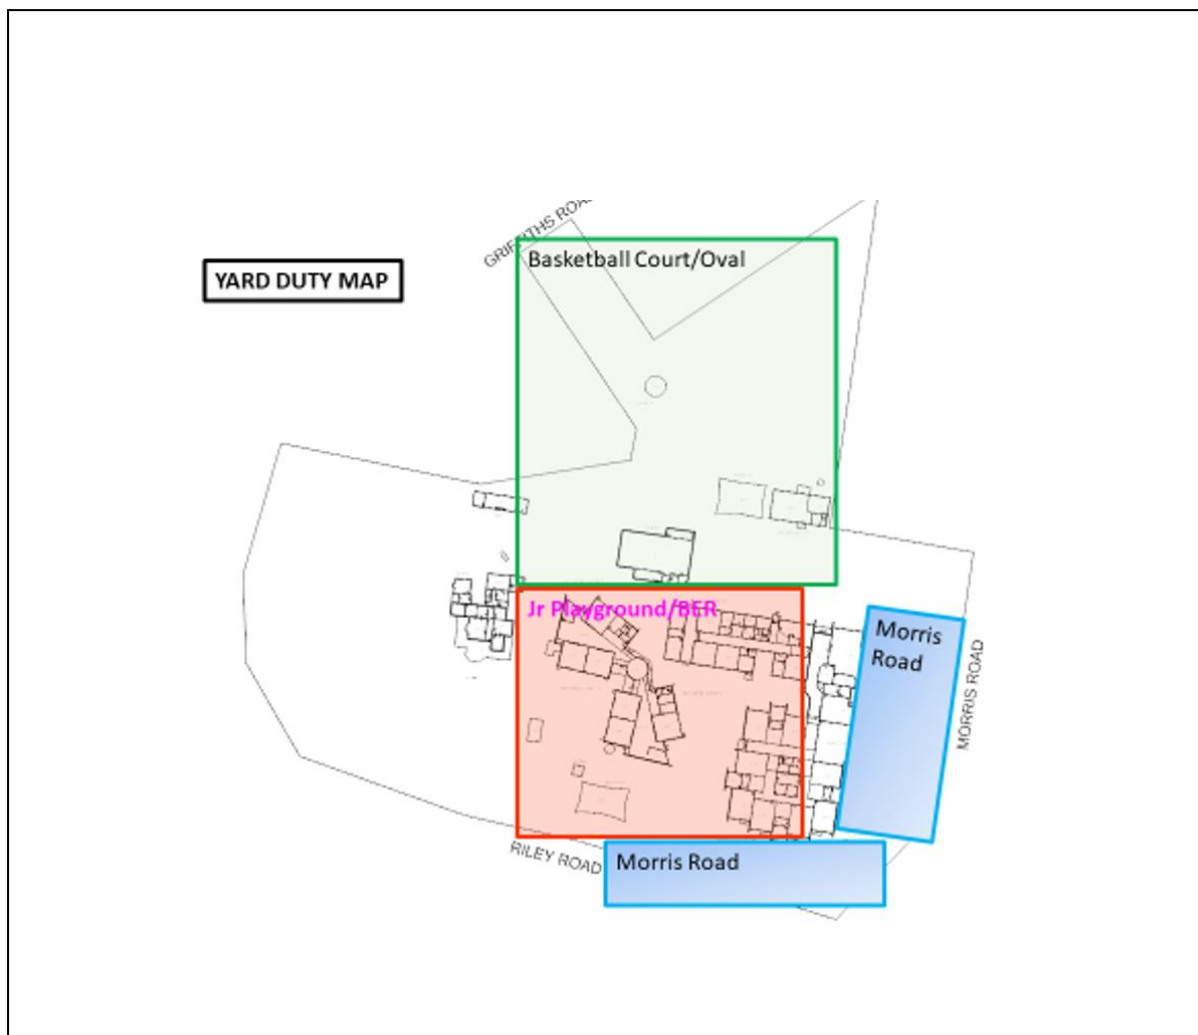 GRIFFITHS ROAD
Basketball Court/Oval
YARD DUTY MAP
Jr Playground/BER
Morris
Road
MORRIS ROAD
RILEY ROAD
Morris Road